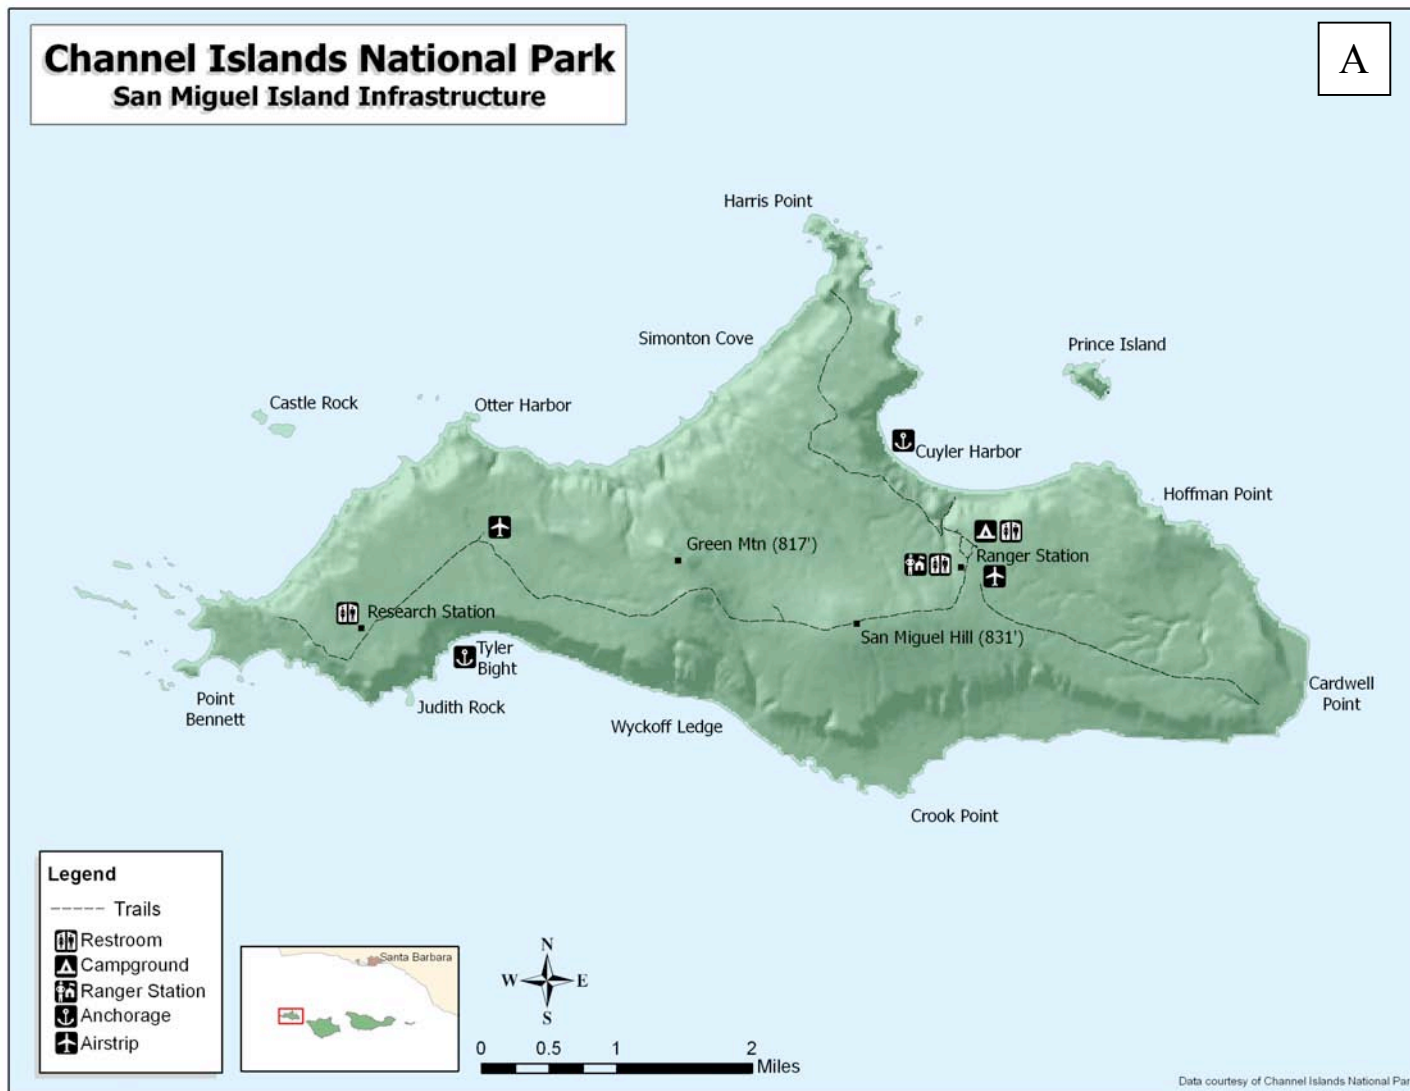 Channel Islands National Park
San Miguel Island Infrastructure
A
Harris Point
Simonton Cove
Prince Island
Castle Rock
Otter Harbor
Cuyler Harbor
Hoffman Point
Green Mtn (817')
Ranger Station
Research Station
San Miguel Hill (831')
Tyler
Bight
Point
Bennett
Judith Rock
Cardwell
Point
Wyckoff Ledge
Crook Point
Legend
Trails
Restroom
Campground
Ranger Station
Anchorage
Airstrip
Santa Barbara
N
W
E
S
0 0.5 1 2
Miles
Data courtesy of Channel Islands National Par